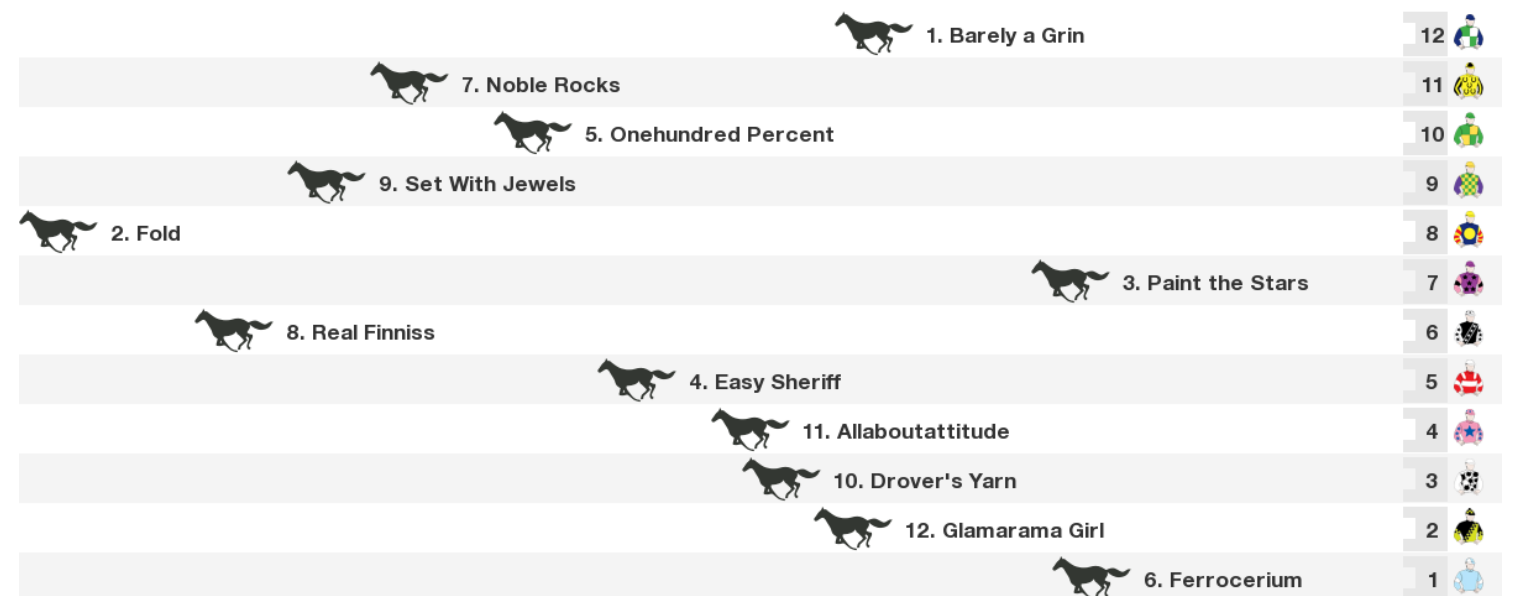 1. Barely a Grin 12
7. Noble Rocks 11
5. Onehundred Percent 10
9. Set With Jewels 9
2. Fold 8
3. Paint the Stars 7
8. Real Finniss 6
4. Easy Sheriff 5
11. Allaboutattitude 4
10. Drover's Yarn 3
12. Glamarama Girl 2
6. Ferrocerium 1